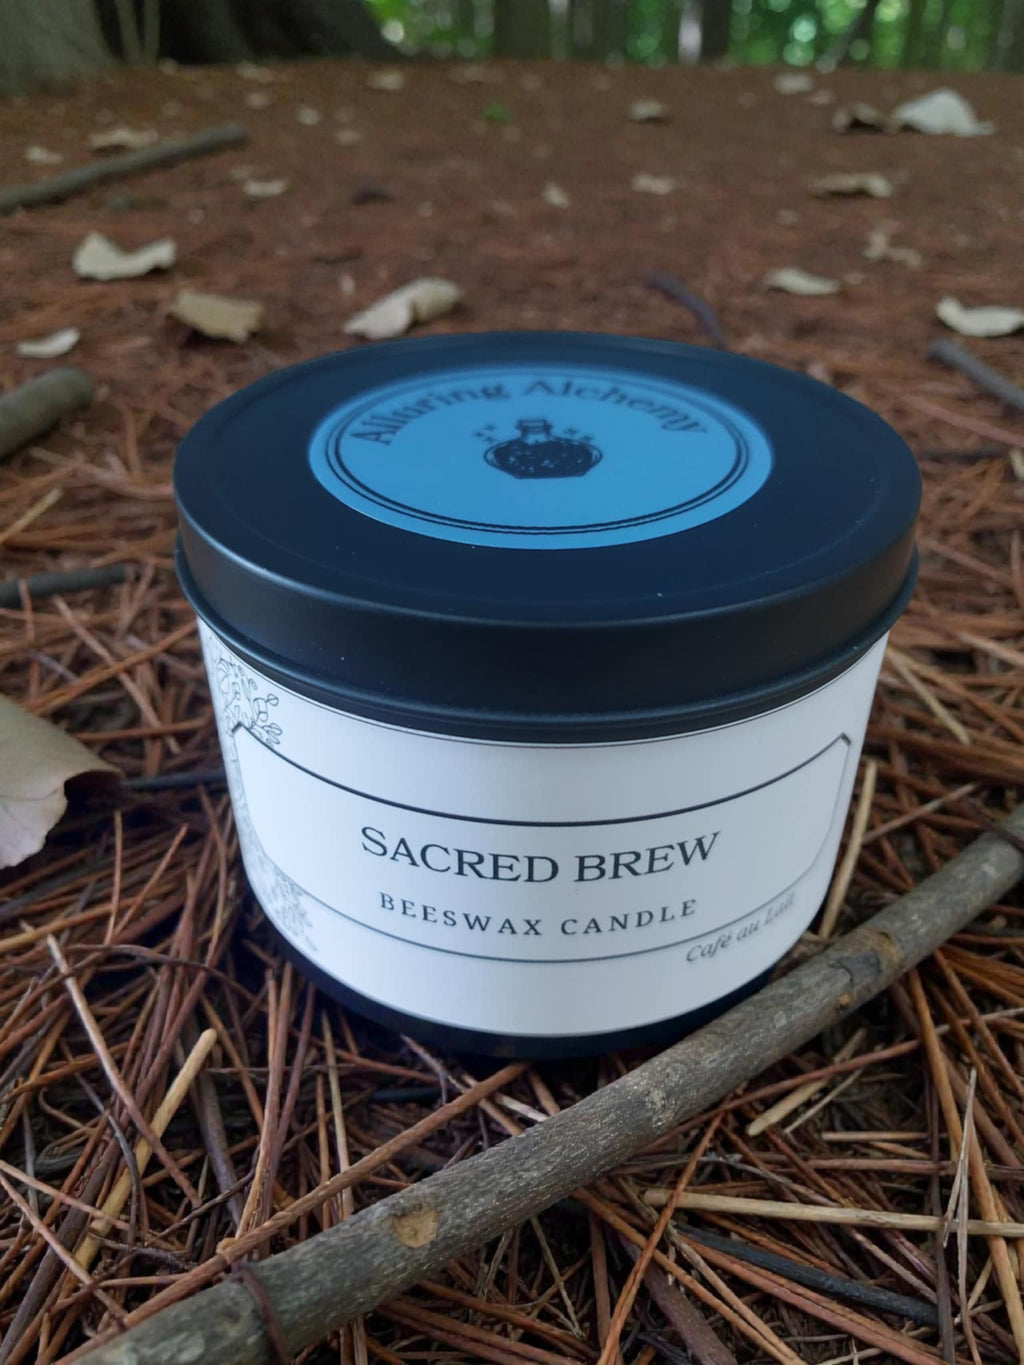 Alluring Alchemy
SACRED BREW
BEESWAX CANDLE
Café au Lait